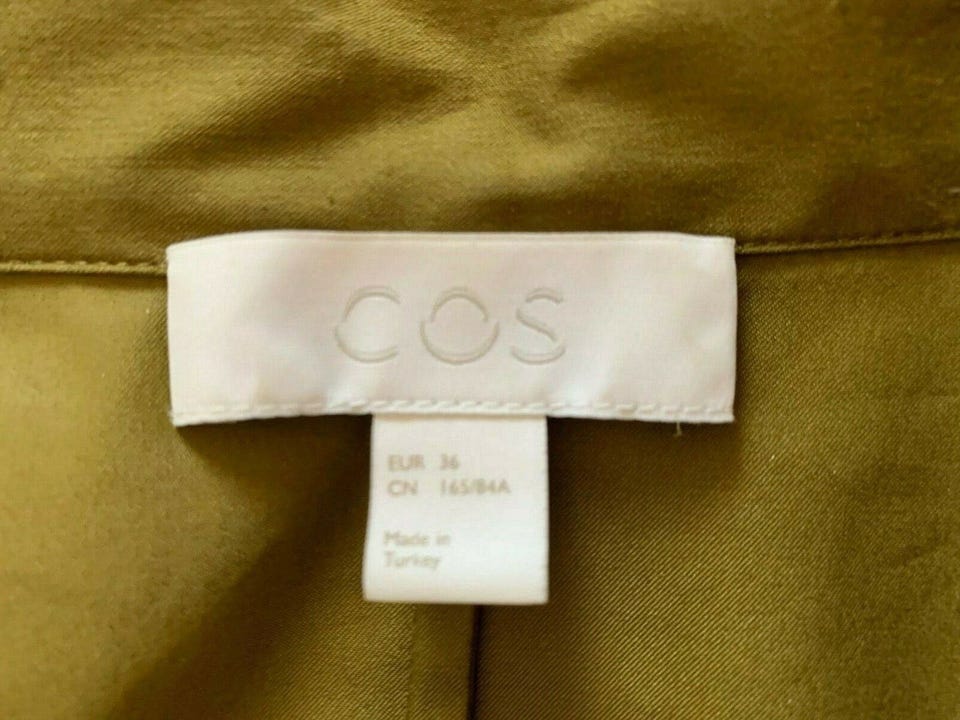 COS
EUR 36
CN 165/84A
Made in
Turkey